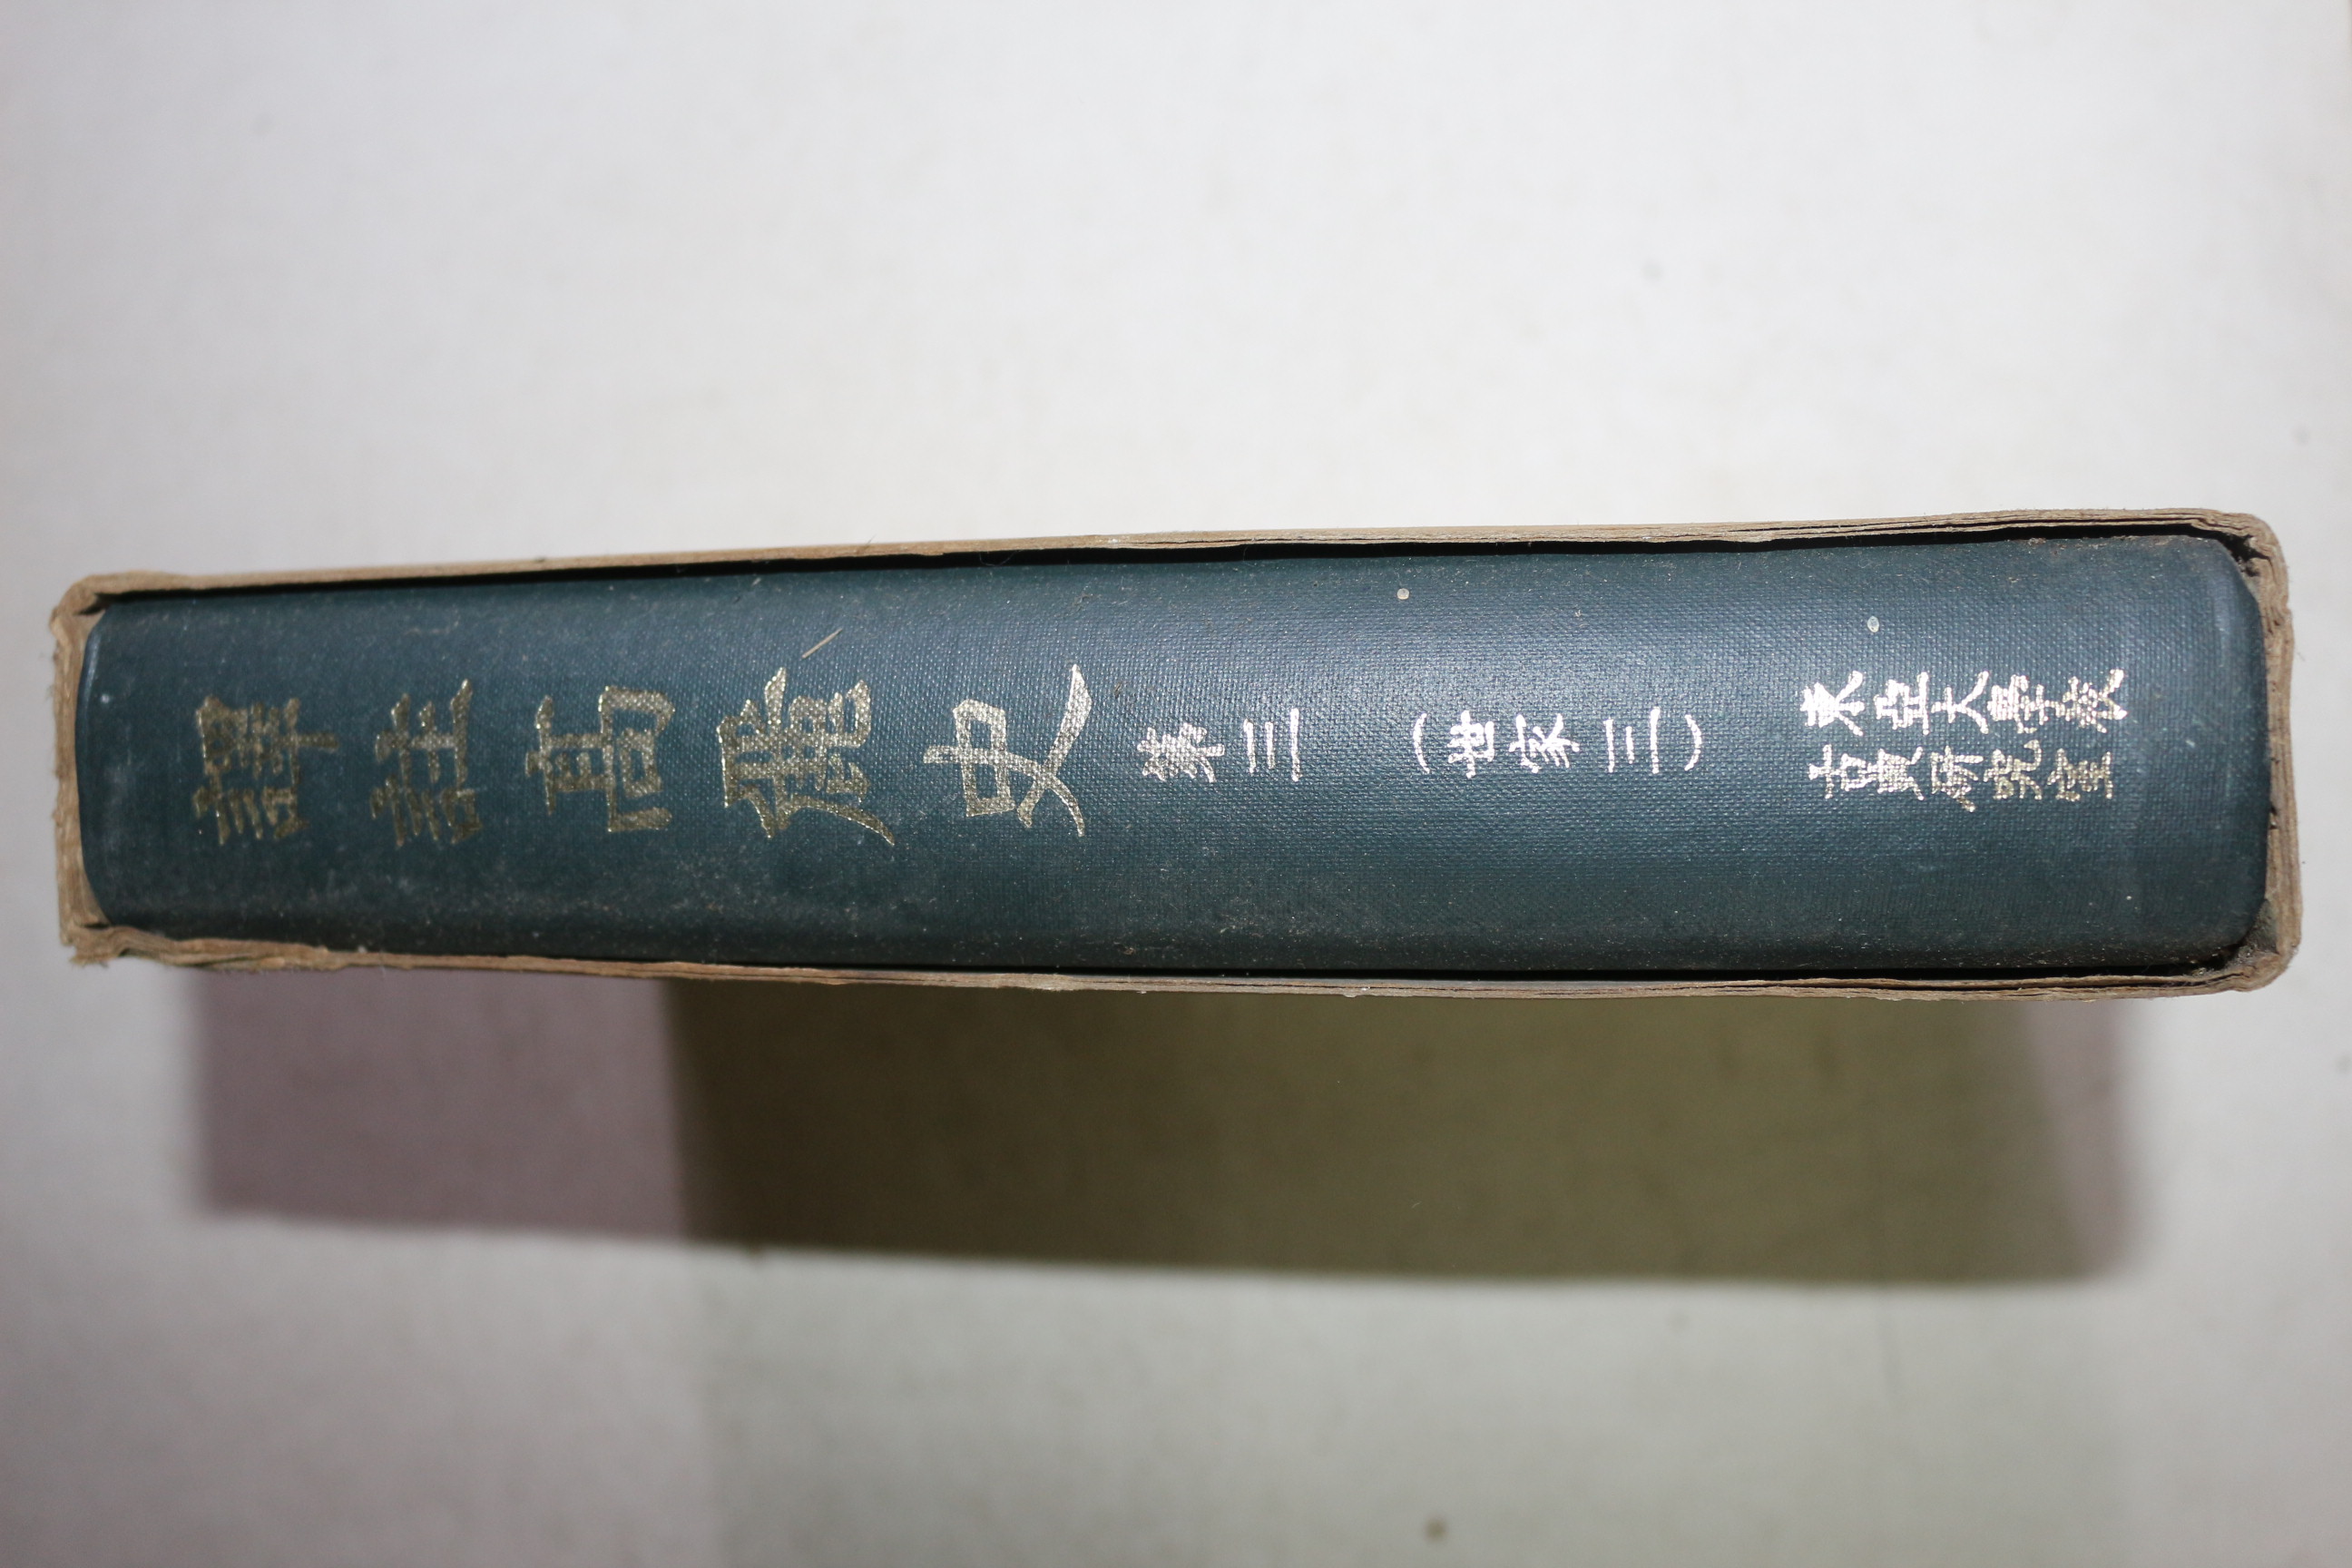 譯註高麗史 第三 (世家三)
東亞大學校
古典硏究室